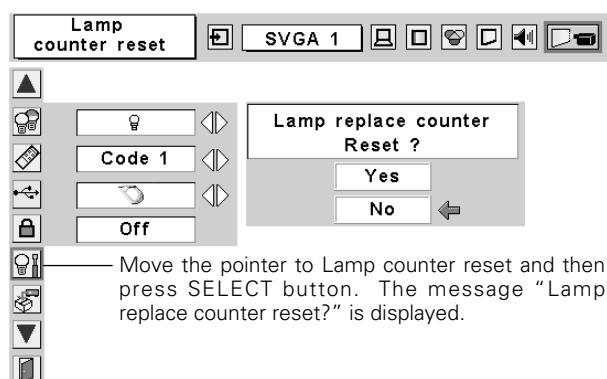 Lamp
counter reset
SVGA 1
Lamp replace counter
Reset ?
Code 1
Yes
No
Off
Move the pointer to Lamp counter reset and then
press SELECT button. The message “Lamp
replace counter reset?” is displayed.